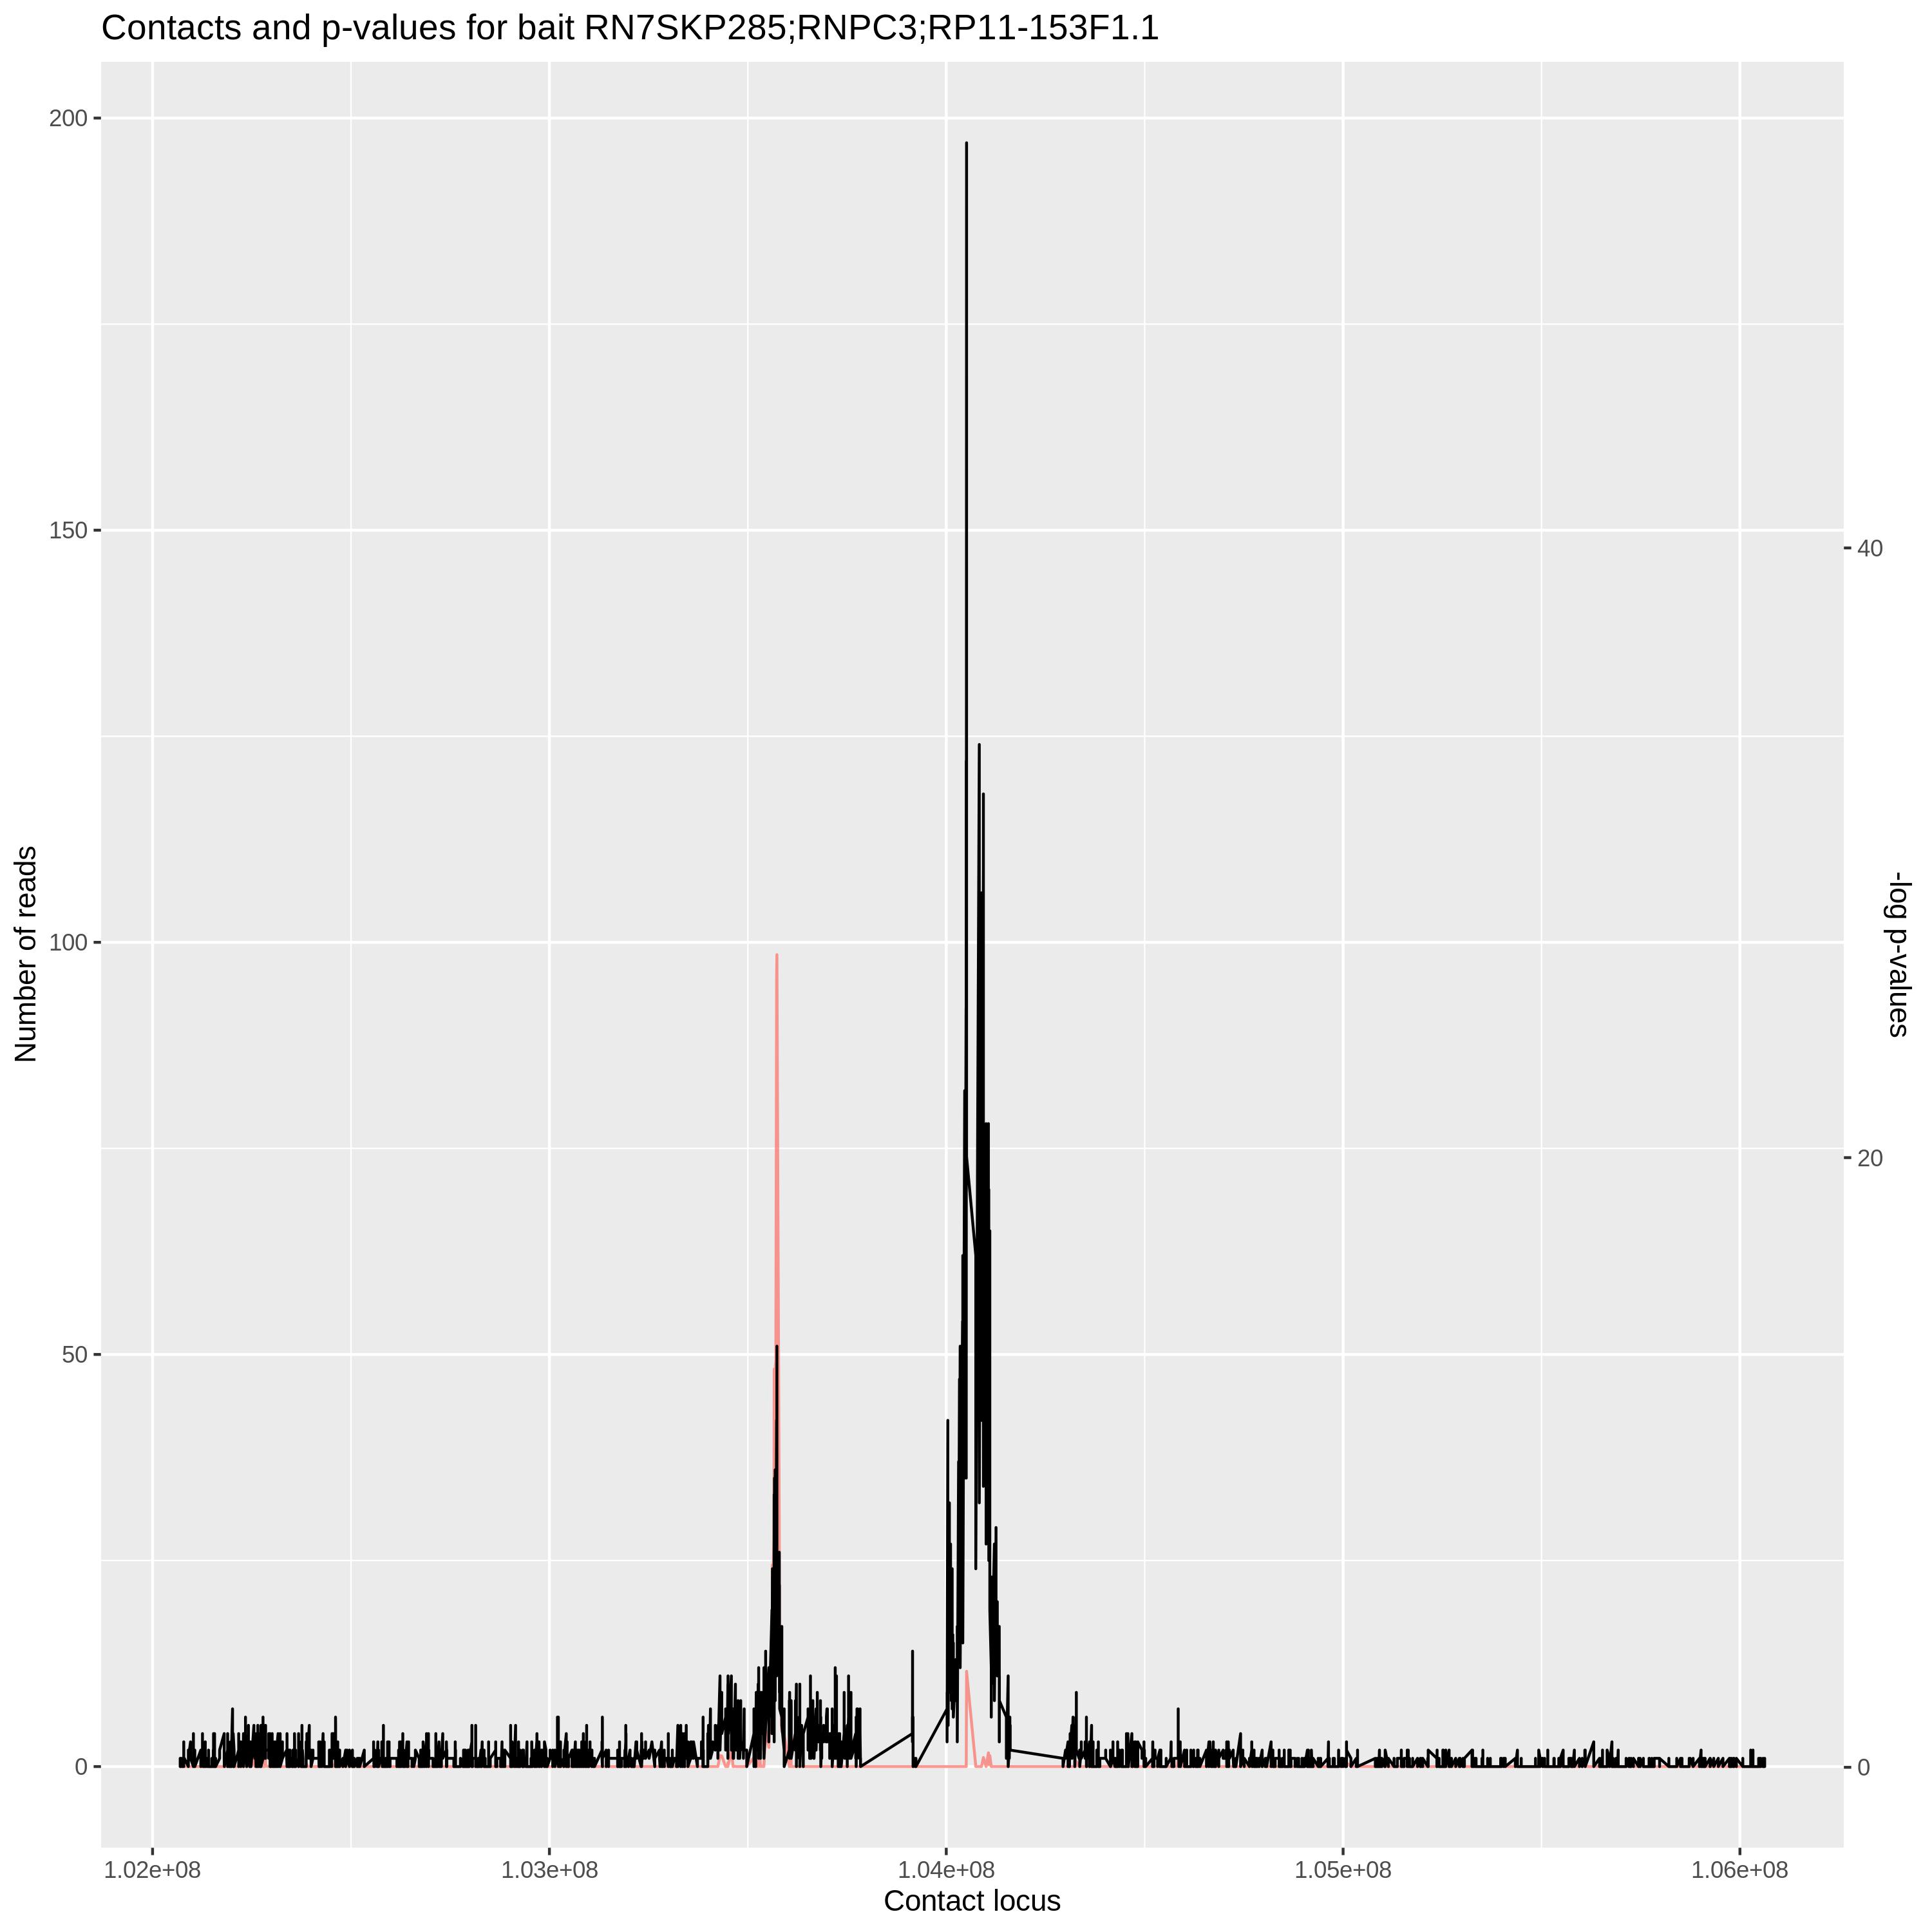 Contacts and p-values for bait RN7SKP285;RNPC3;RP11-153F1.1
200
150
100
50
0
Number of reads
40
20
0
-log p-values
1.02e+08 1.03e+08 1.04e+08 1.05e+08 1.06e+08
Contact locus